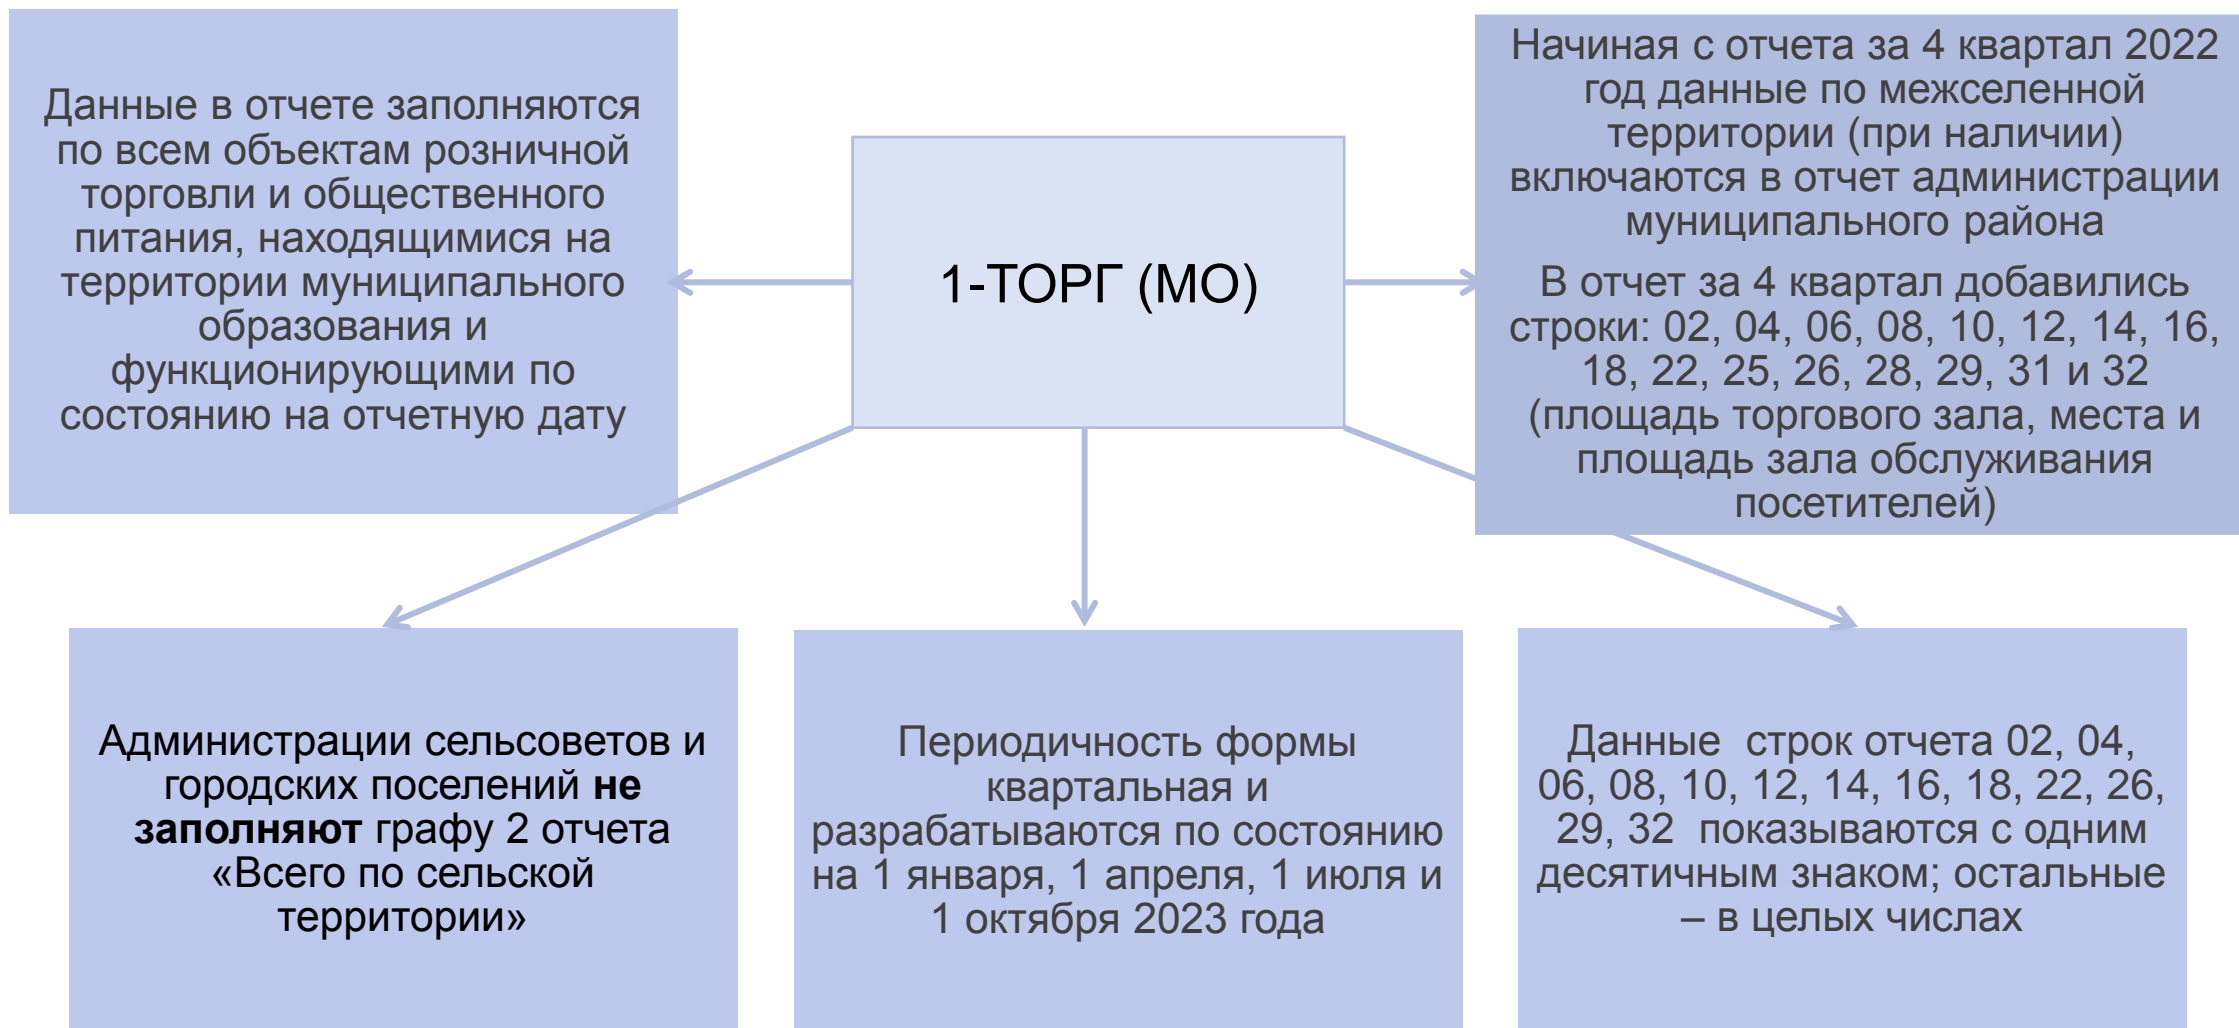 Данные в отчете заполняются
по всем объектам розничной
торговли и общественного
питания, находящимися на
территории муниципального
образования и
функционирующими по
состоянию на отчетную дату
1-ТОРГ (МО)
Начиная с отчета за 4 квартал 2022
год данные по межселенной
территории (при наличии)
включаются в отчет администрации
муниципального района
В отчет за 4 квартал добавились
строки: 02, 04, 06, 08, 10, 12, 14, 16,
18, 22, 25, 26, 28, 29, 31 и 32
(площадь торгового зала, места и
площадь зала обслуживания
посетителей)
Администрации сельсоветов и
городских поселений не
заполняют графу 2 отчета
«Всего по сельской
территории»
Периодичность формы
квартальная и
разрабатываются по состоянию
на 1 января, 1 апреля, 1 июля и
1 октября 2023 года
Данные строк отчета 02, 04,
06, 08, 10, 12, 14, 16, 18, 22, 26,
29, 32 показываются с одним
десятичным знаком; остальные
– в целых числах